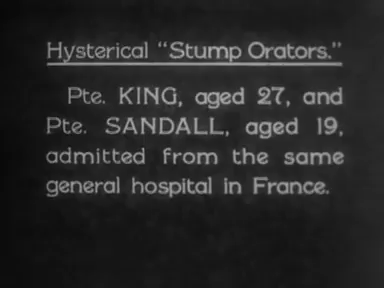 Hysterical “Stump Orators.”
Pte. KING, aged 27, and
Pte. SANDALL, aged 19,
admitted from the same
general hospital in France.